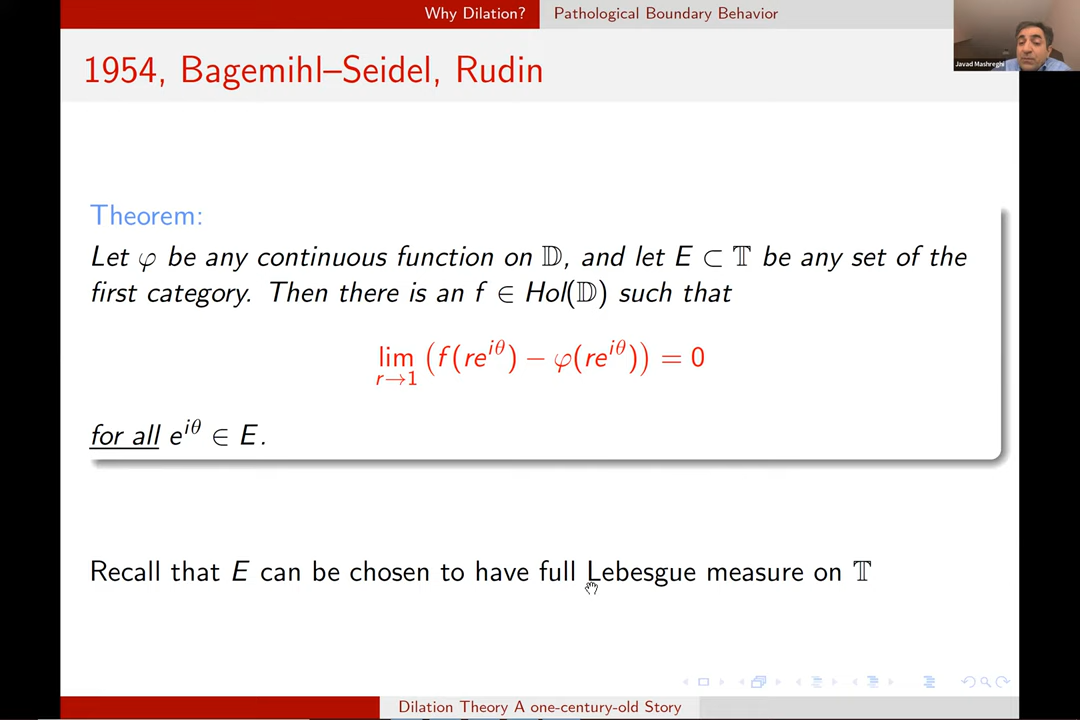 Why Dilation? Pathological Boundary Behavior
Javad Mashreghi
1954, Bagemihl–Seidel, Rudin
Theorem:
Let φ be any continuous function on 𝔻, and let E ⊂ 𝕋 be any set of the
first category. Then there is an f ∈ Hol(𝔻) such that
lim_{r→1} (f(re^{iθ}) − φ(re^{iθ})) = 0
for all e^{iθ} ∈ E.
Recall that E can be chosen to have full Lebesgue measure on 𝕋
Dilation Theory A one-century-old Story